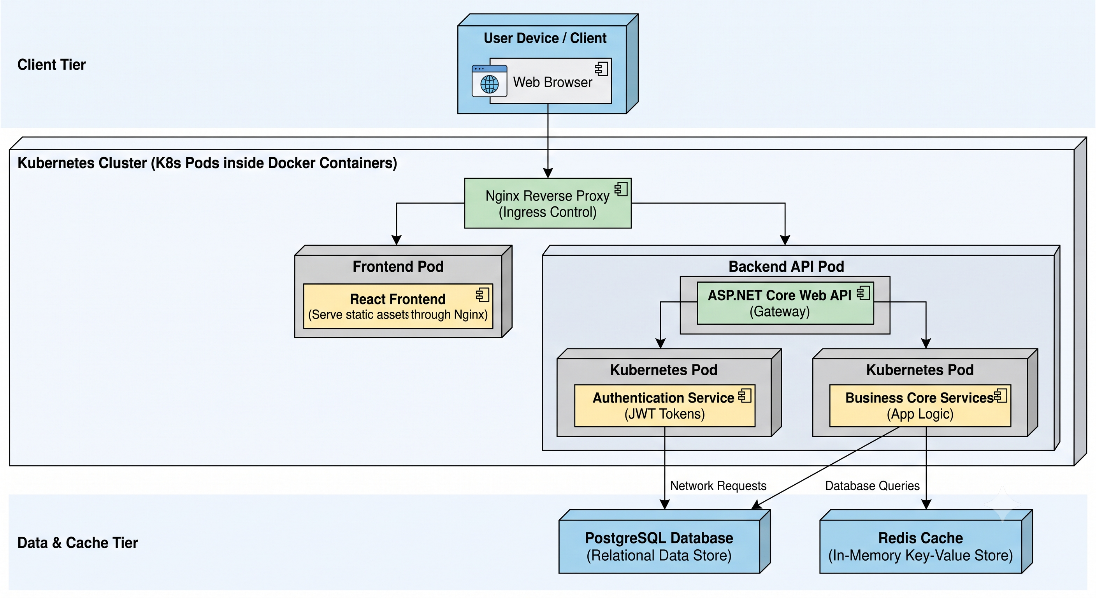 User Device / Client
Web Browser
Client Tier
Kubernetes Cluster (K8s Pods inside Docker Containers)
Nginx Reverse Proxy
(Ingress Control)
Frontend Pod
React Frontend
(Serve static assets through Nginx)
Backend API Pod
ASP.NET Core Web API
(Gateway)
Kubernetes Pod
Authentication Service
(JWT Tokens)
Kubernetes Pod
Business Core Services
(App Logic)
Network Requests
Database Queries
Data & Cache Tier
PostgreSQL Database
(Relational Data Store)
Redis Cache
(In-Memory Key-Value Store)